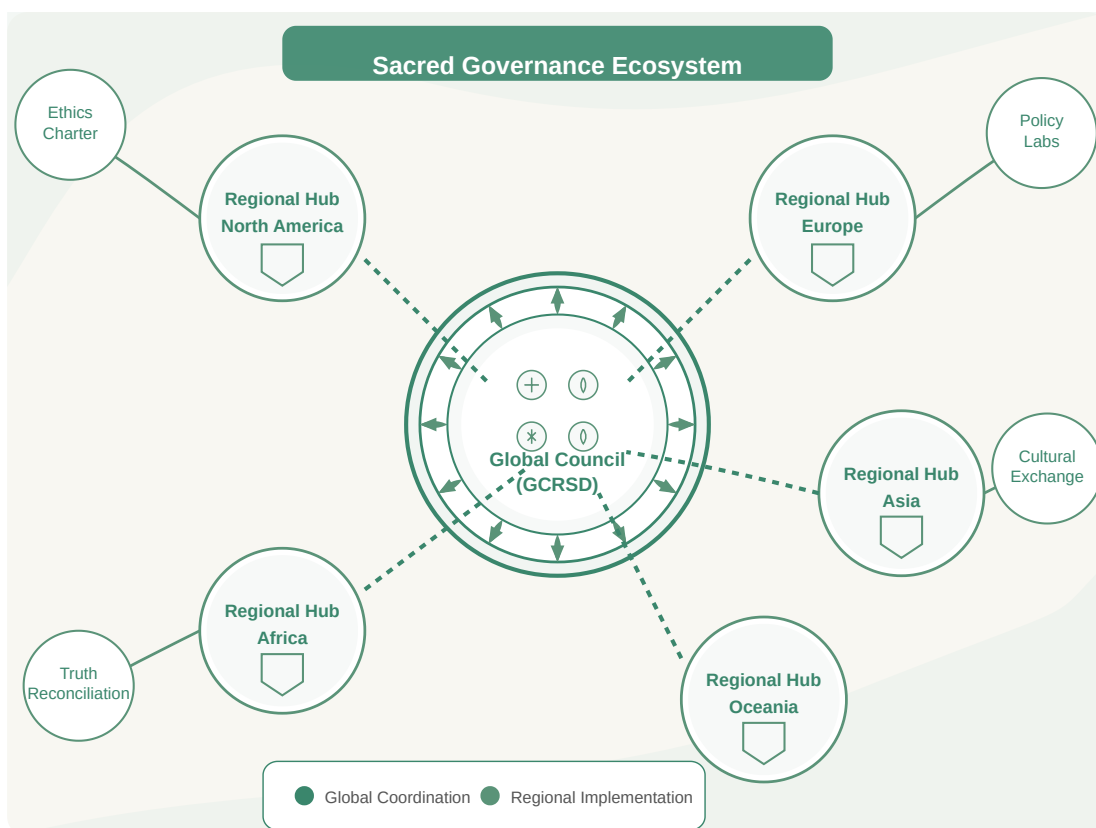 Sacred Governance Ecosystem
Ethics
Charter
Policy
Labs
Regional Hub
North America
Regional Hub
Europe
Global Council
(GCRSD)
Regional Hub
Asia
Cultural
Exchange
Regional Hub
Africa
Truth
Reconciliation
Regional Hub
Oceania
Global Coordination
Regional Implementation